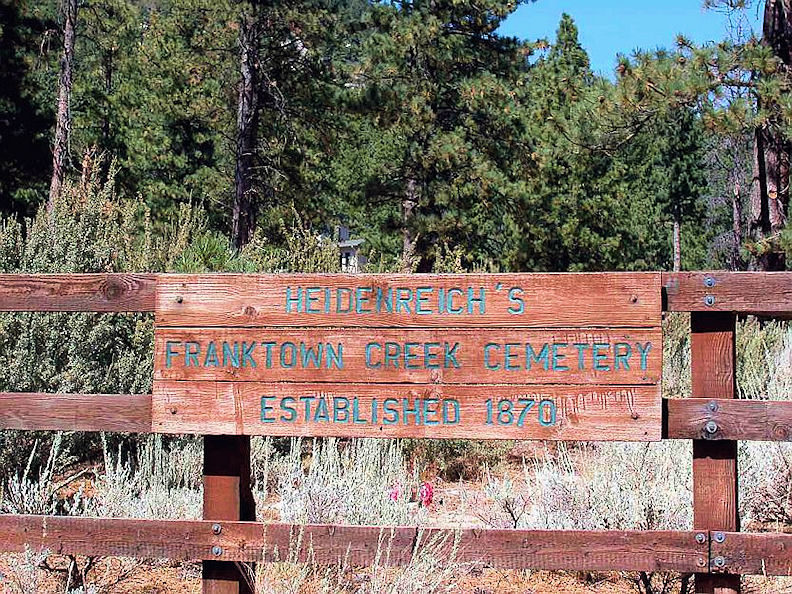 HEIDENREICH'S
FRANKTOWN CREEK CEMETERY
ESTABLISHED 1870